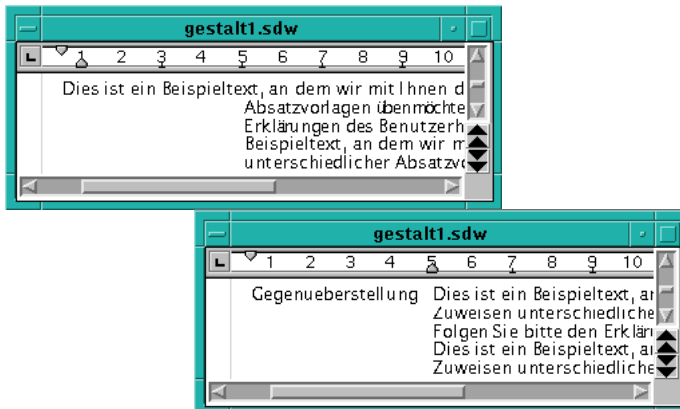 gestalt1.sdw
1 2 3 4 5 6 7 8 9 10
Dies ist ein Beispieltext, an dem wir mit Ihnen d
Absatzvorlagen übenmöchte
Erklärungen des Benutzerh
Beispieltext, an dem wir m
unterschiedlicher Absatzvo
gestalt1.sdw
1 2 3 4 5 6 7 8 9 10
Gegenueberstellung Dies ist ein Beispieltext, an
Zuweisen unterschiedliche
Folgen Sie bitte den Erklärn
Dies ist ein Beispieltext, an
Zuweisen unterschiedliche